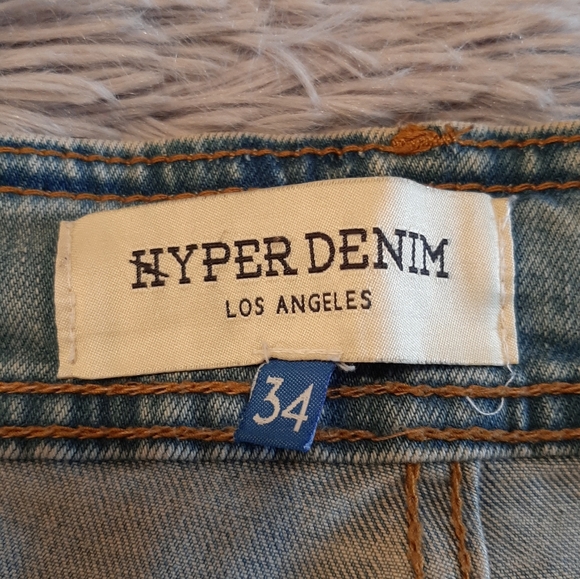 HYPER DENIM
LOS ANGELES
34